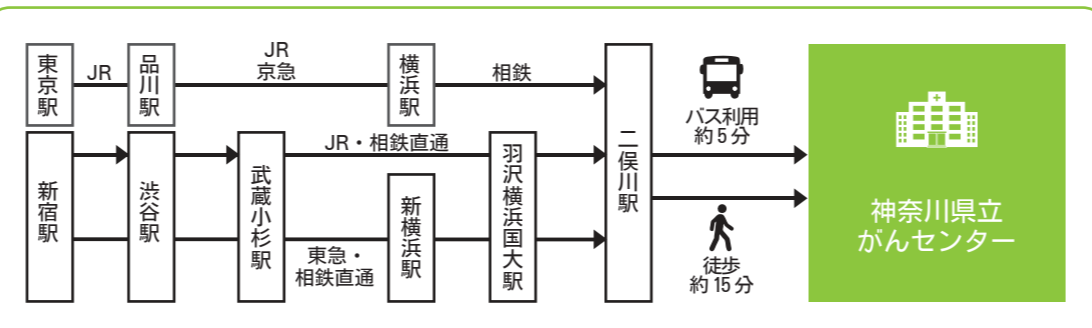 東京駅
JR
品川駅
JR
京急
横浜駅
相鉄
新宿駅
渋谷駅
武蔵小杉駅
JR・相鉄直通
東急・
相鉄直通
新横浜駅
羽沢横浜国大駅
二俣川駅
バス利用
約5分
徒歩
約15分
神奈川県立
がんセンター